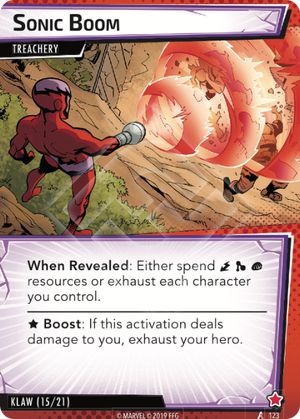 Sonic Boom
TREACHERY
When Revealed: Either spend
resources or exhaust each character
you control.
★ Boost: If this activation deals
damage to you, exhaust your hero.
KLAW (15/21)
© MARVEL © 2019 FFG
123